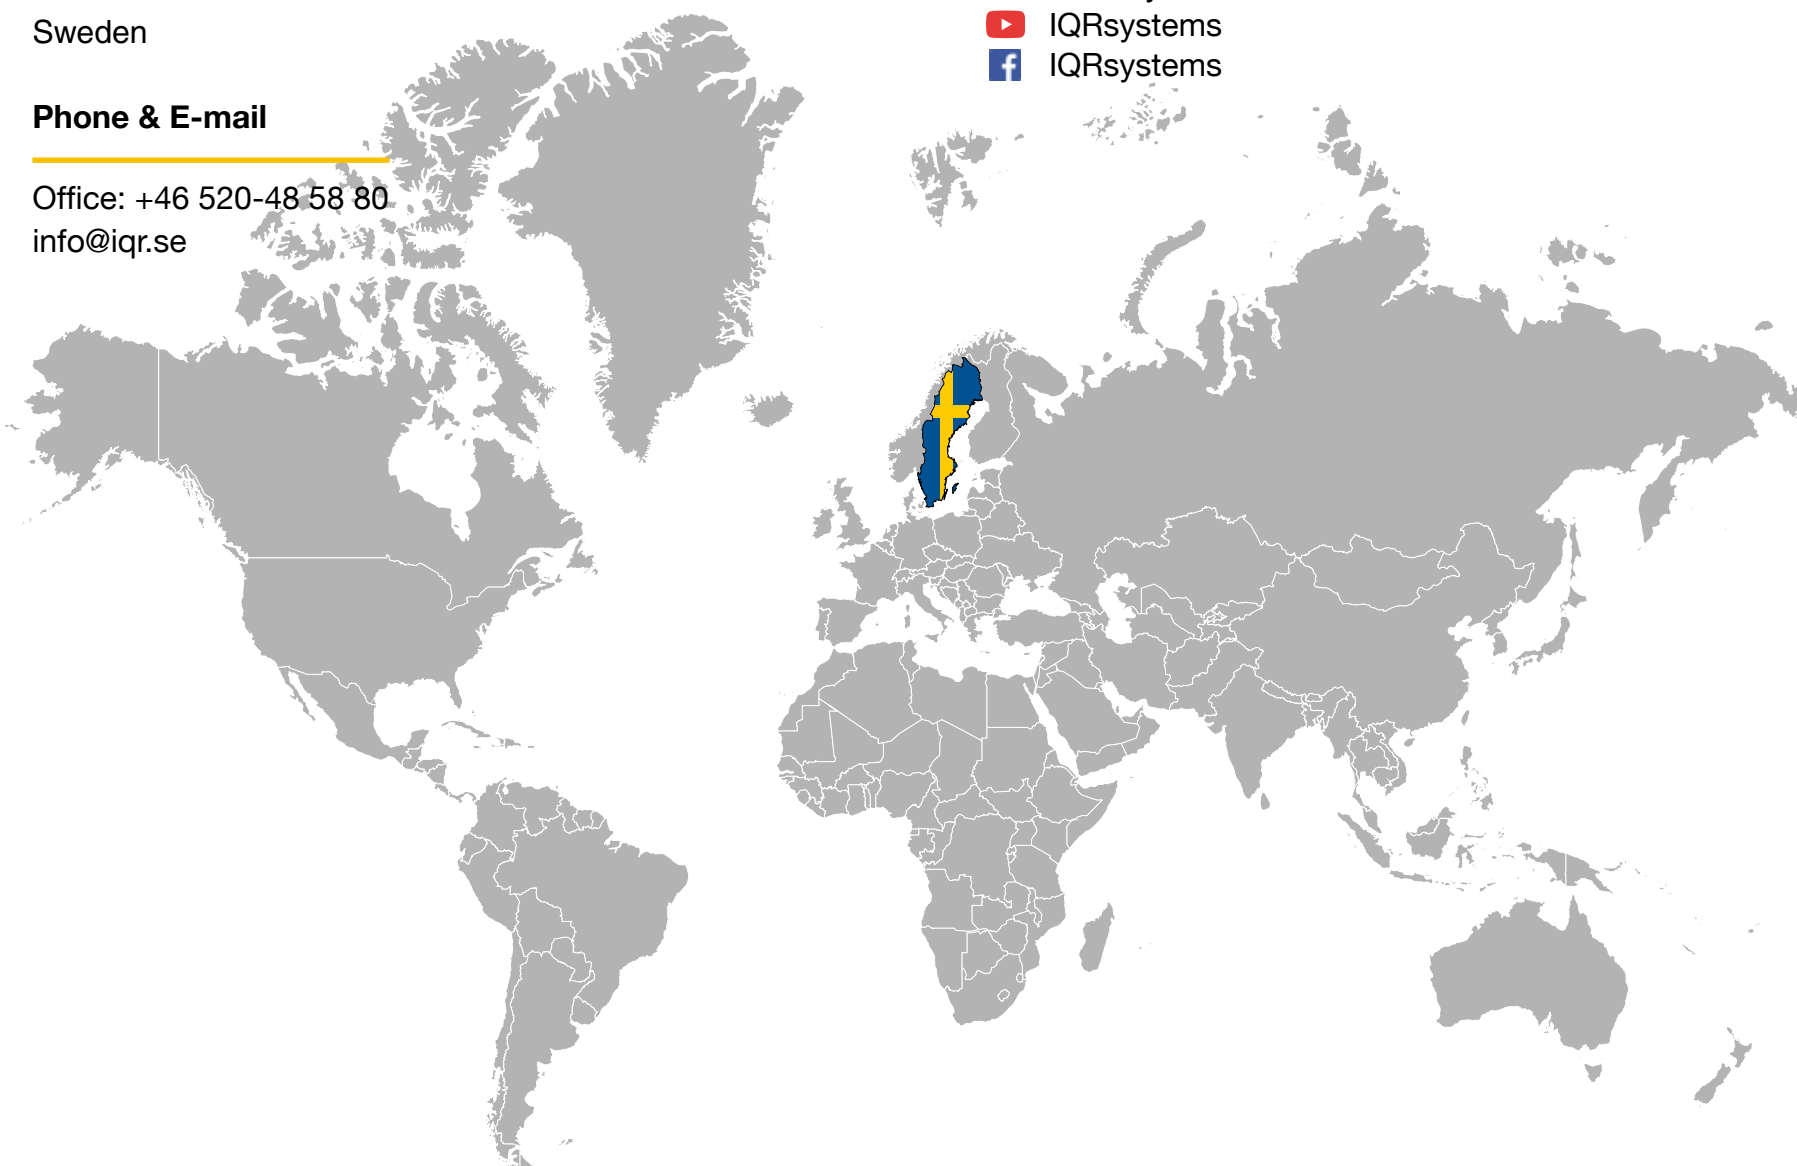 Sweden
Phone & E-mail
Office: +46 520-48 58 80
info@iqr.se
IQRsystems
IQRsystems